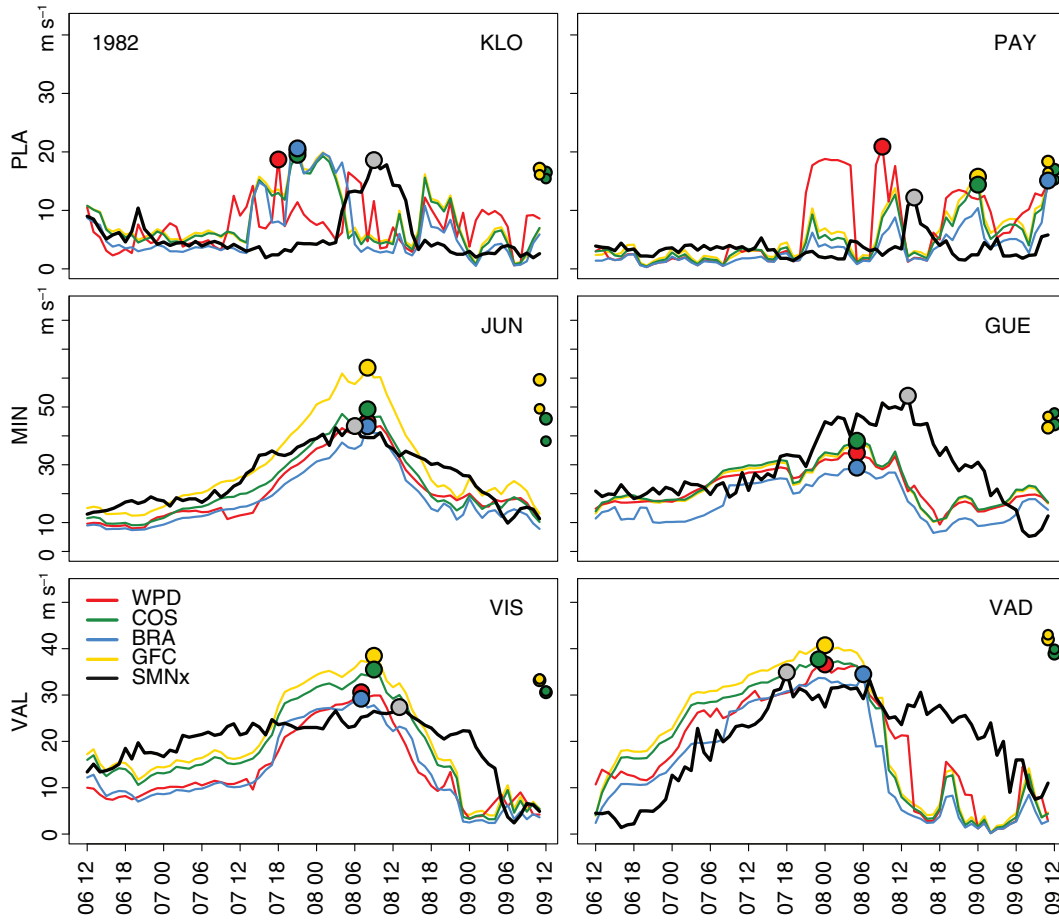 1982
KLO
PAY
PLA
m s⁻¹
30
20
10
0
JUN
GUE
MIN
m s⁻¹
50
30
10
0
VIS
VAD
VAL
m s⁻¹
40
30
20
10
0
WPD
COS
BRA
GFC
SMNx
06 12
06 18
07 00
07 06
07 12
07 18
08 00
08 06
08 12
08 18
09 00
09 06
09 12
06 12
06 18
07 00
07 06
07 12
07 18
08 00
08 06
08 12
08 18
09 00
09 06
09 12